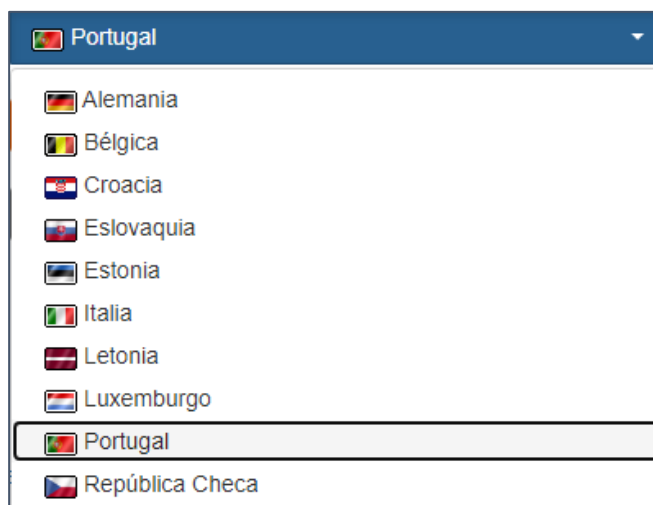 Portugal
Alemania
Bélgica
Croacia
Eslovaquia
Estonia
Italia
Letonia
Luxemburgo
Portugal
República Checa